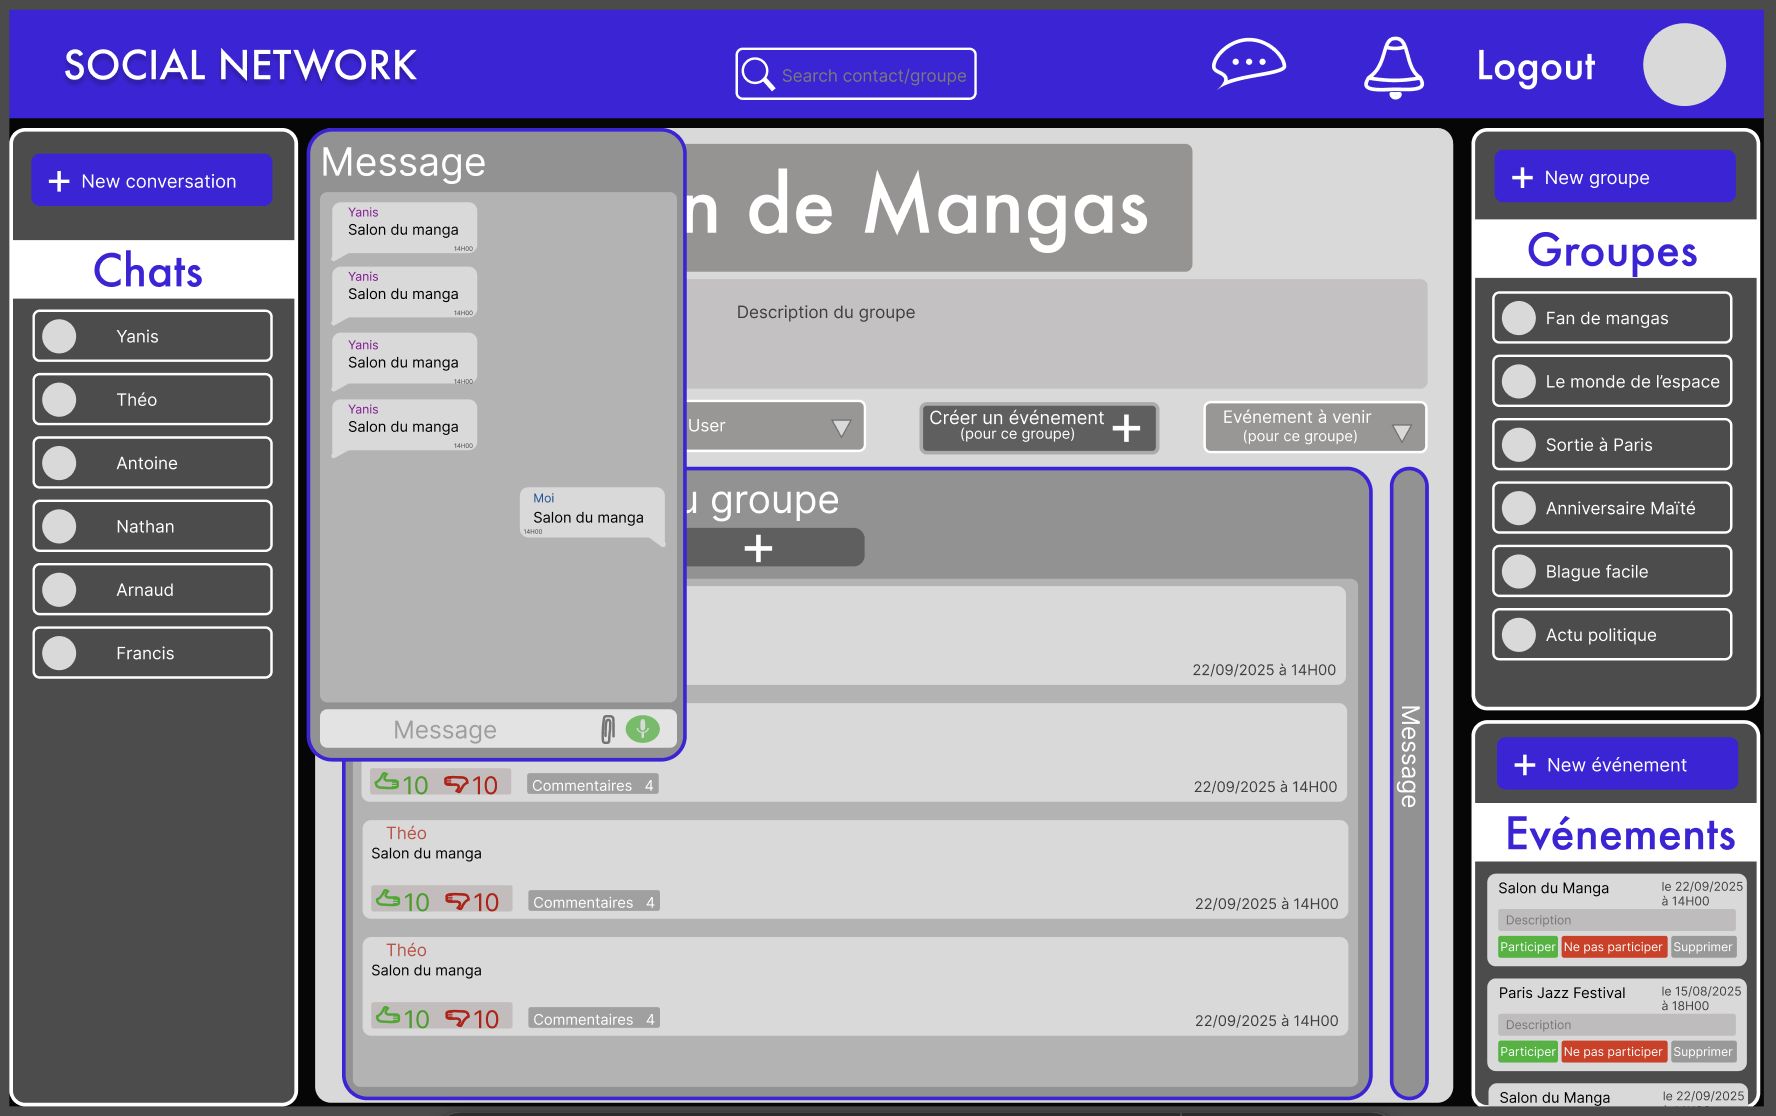 SOCIAL NETWORK
Search contact/groupe
Logout
New conversation
Chats
Yanis
Théo
Antoine
Nathan
Arnaud
Francis
Message
Yanis
Salon du manga
14H00
Yanis
Salon du manga
14H00
Yanis
Salon du manga
14H00
Yanis
Salon du manga
14H00
Moi
Salon du manga
14H00
Message
n de Mangas
Description du groupe
User
Créer un événement
(pour ce groupe)
Evénement à venir
(pour ce groupe)
u groupe
22/09/2025 à 14H00
10 10 Commentaires 4
22/09/2025 à 14H00
Théo
Salon du manga
10 10 Commentaires 4
22/09/2025 à 14H00
Théo
Salon du manga
10 10 Commentaires 4
22/09/2025 à 14H00
Message
New groupe
Groupes
Fan de mangas
Le monde de l'espace
Sortie à Paris
Anniversaire Maïté
Blague facile
Actu politique
New événement
Evénements
Salon du Manga
le 22/09/2025
à 14H00
Description
Participer Ne pas participer Supprimer
Paris Jazz Festival
le 15/08/2025
à 18H00
Description
Participer Ne pas participer Supprimer
Salon du Manga
le 22/09/2025